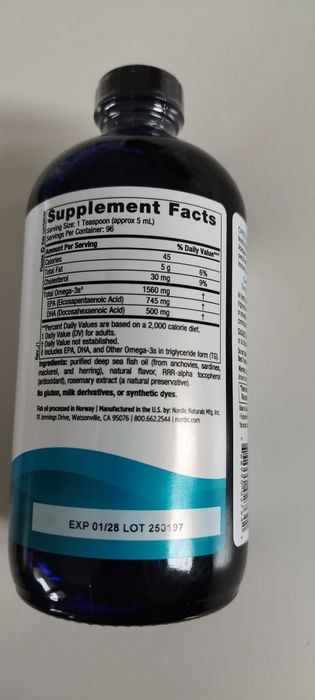 Supplement Facts
Serving Size: 1 Teaspoon (approx 5 mL)
Servings Per Container: 96
Amount Per Serving % Daily Value**
Calories 45
Total Fat 5 g 6%
Cholesterol 30 mg 9%
Total Omega-3s° 1560 mg †
EPA (Eicosapentaenoic Acid) 745 mg †
DHA (Docosahexaenoic Acid) 500 mg †
**Percent Daily Values are based on a 2,000 calorie diet.
Daily Value (DV) for adults.
Daily Value not established.
Includes EPA, DHA, and Other Omega-3s in triglyceride form (TG).
Ingredients: purified deep sea fish oil (from anchovies, sardines,
mackerel, and herring), natural flavor, RRR-alpha tocopherol
(antioxidant), rosemary extract (a natural preservative).
No gluten, milk derivatives, or synthetic dyes.
Fish oil processed in Norway | Manufactured in the U.S. by: Nordic Naturals Mfg, Inc.
111 Jennings Drive, Watsonville, CA 95076 | 800.662.2544 | nordic.com
EXP 01/28 LOT 250197